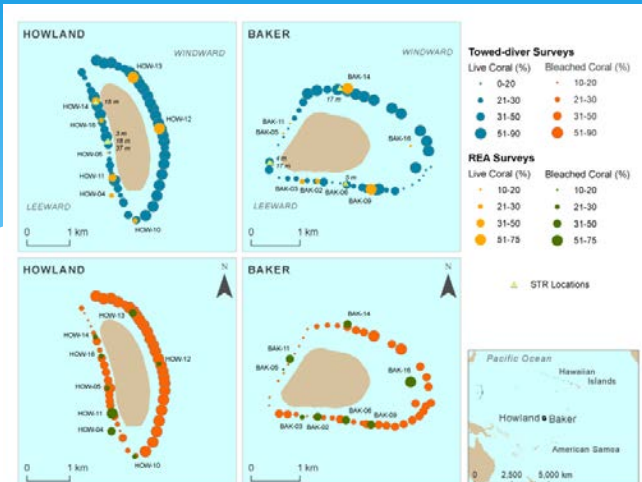 HOWLAND
WINDWARD
HOW-13
HOW-14
18 m
HOW-16
HOW-12
3 m
18 m
37 m
HOW-05
HOW-11
HOW-04
LEEWARD
HOW-10
0 1 km
BAKER
WINDWARD
BAK-14
17 m
BAK-11
BAK-05
BAK-16
4 m
17 m
5 m
BAK-03 BAK-02 BAK-06
LEEWARD
BAK-09
0 1 km
Towed-diver Surveys
Live Coral (%) Bleached Coral (%)
0-20 10-20
21-30 21-30
31-50 31-50
51-90 51-90
REA Surveys
Live Coral (%) Bleached Coral (%)
10-20 10-20
21-30 21-30
31-50 31-50
51-75 51-75
STR Locations
HOWLAND
N
HOW-13
HOW-14
HOW-16
HOW-12
HOW-05
HOW-11
HOW-04
HOW-10
0 1 km
BAKER
N
BAK-14
BAK-11
BAK-05
BAK-16
BAK-06
BAK-09
BAK-03 BAK-02
0 1 km
Pacific Ocean
Hawaiian
Islands
Howland Baker
American Samoa
0 2,500 5,000 km